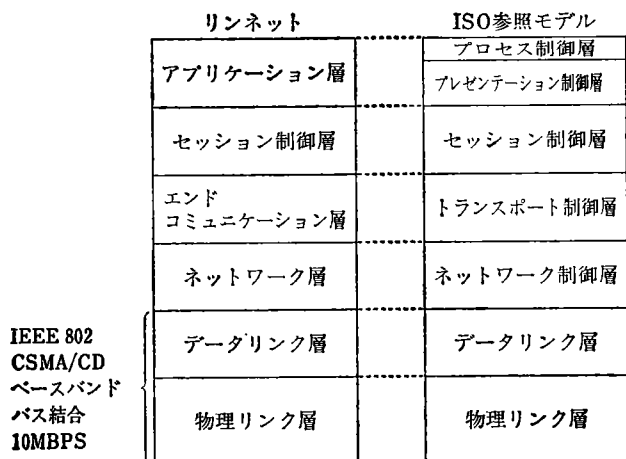 リンネット
ISO参照モデル
アプリケーション層
プロセス制御層
プレゼンテーション制御層
セッション制御層
セッション制御層
エンド
コミュニケーション層
トランスポート制御層
ネットワーク層
ネットワーク制御層
IEEE 802
CSMA/CD
ベースバンド
バス結合
10MBPS
データリンク層
データリンク層
物理リンク層
物理リンク層